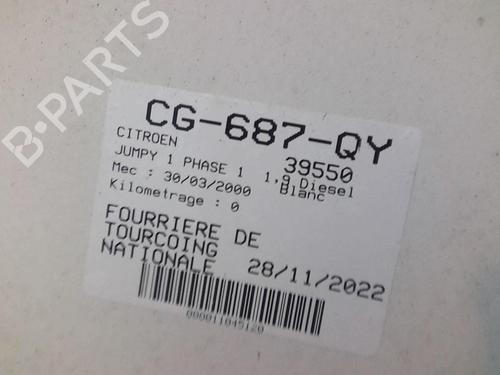 B-PARTS
CG-687-QY
CITROEN 39550
JUMPY 1 PHASE 1 1,9 Diesel
Mec : 30/03/2000 Blanc
Kilometrage : 0
FOURRIERE DE
TOURCOING
NATIONALE 28/11/2022
000011045120